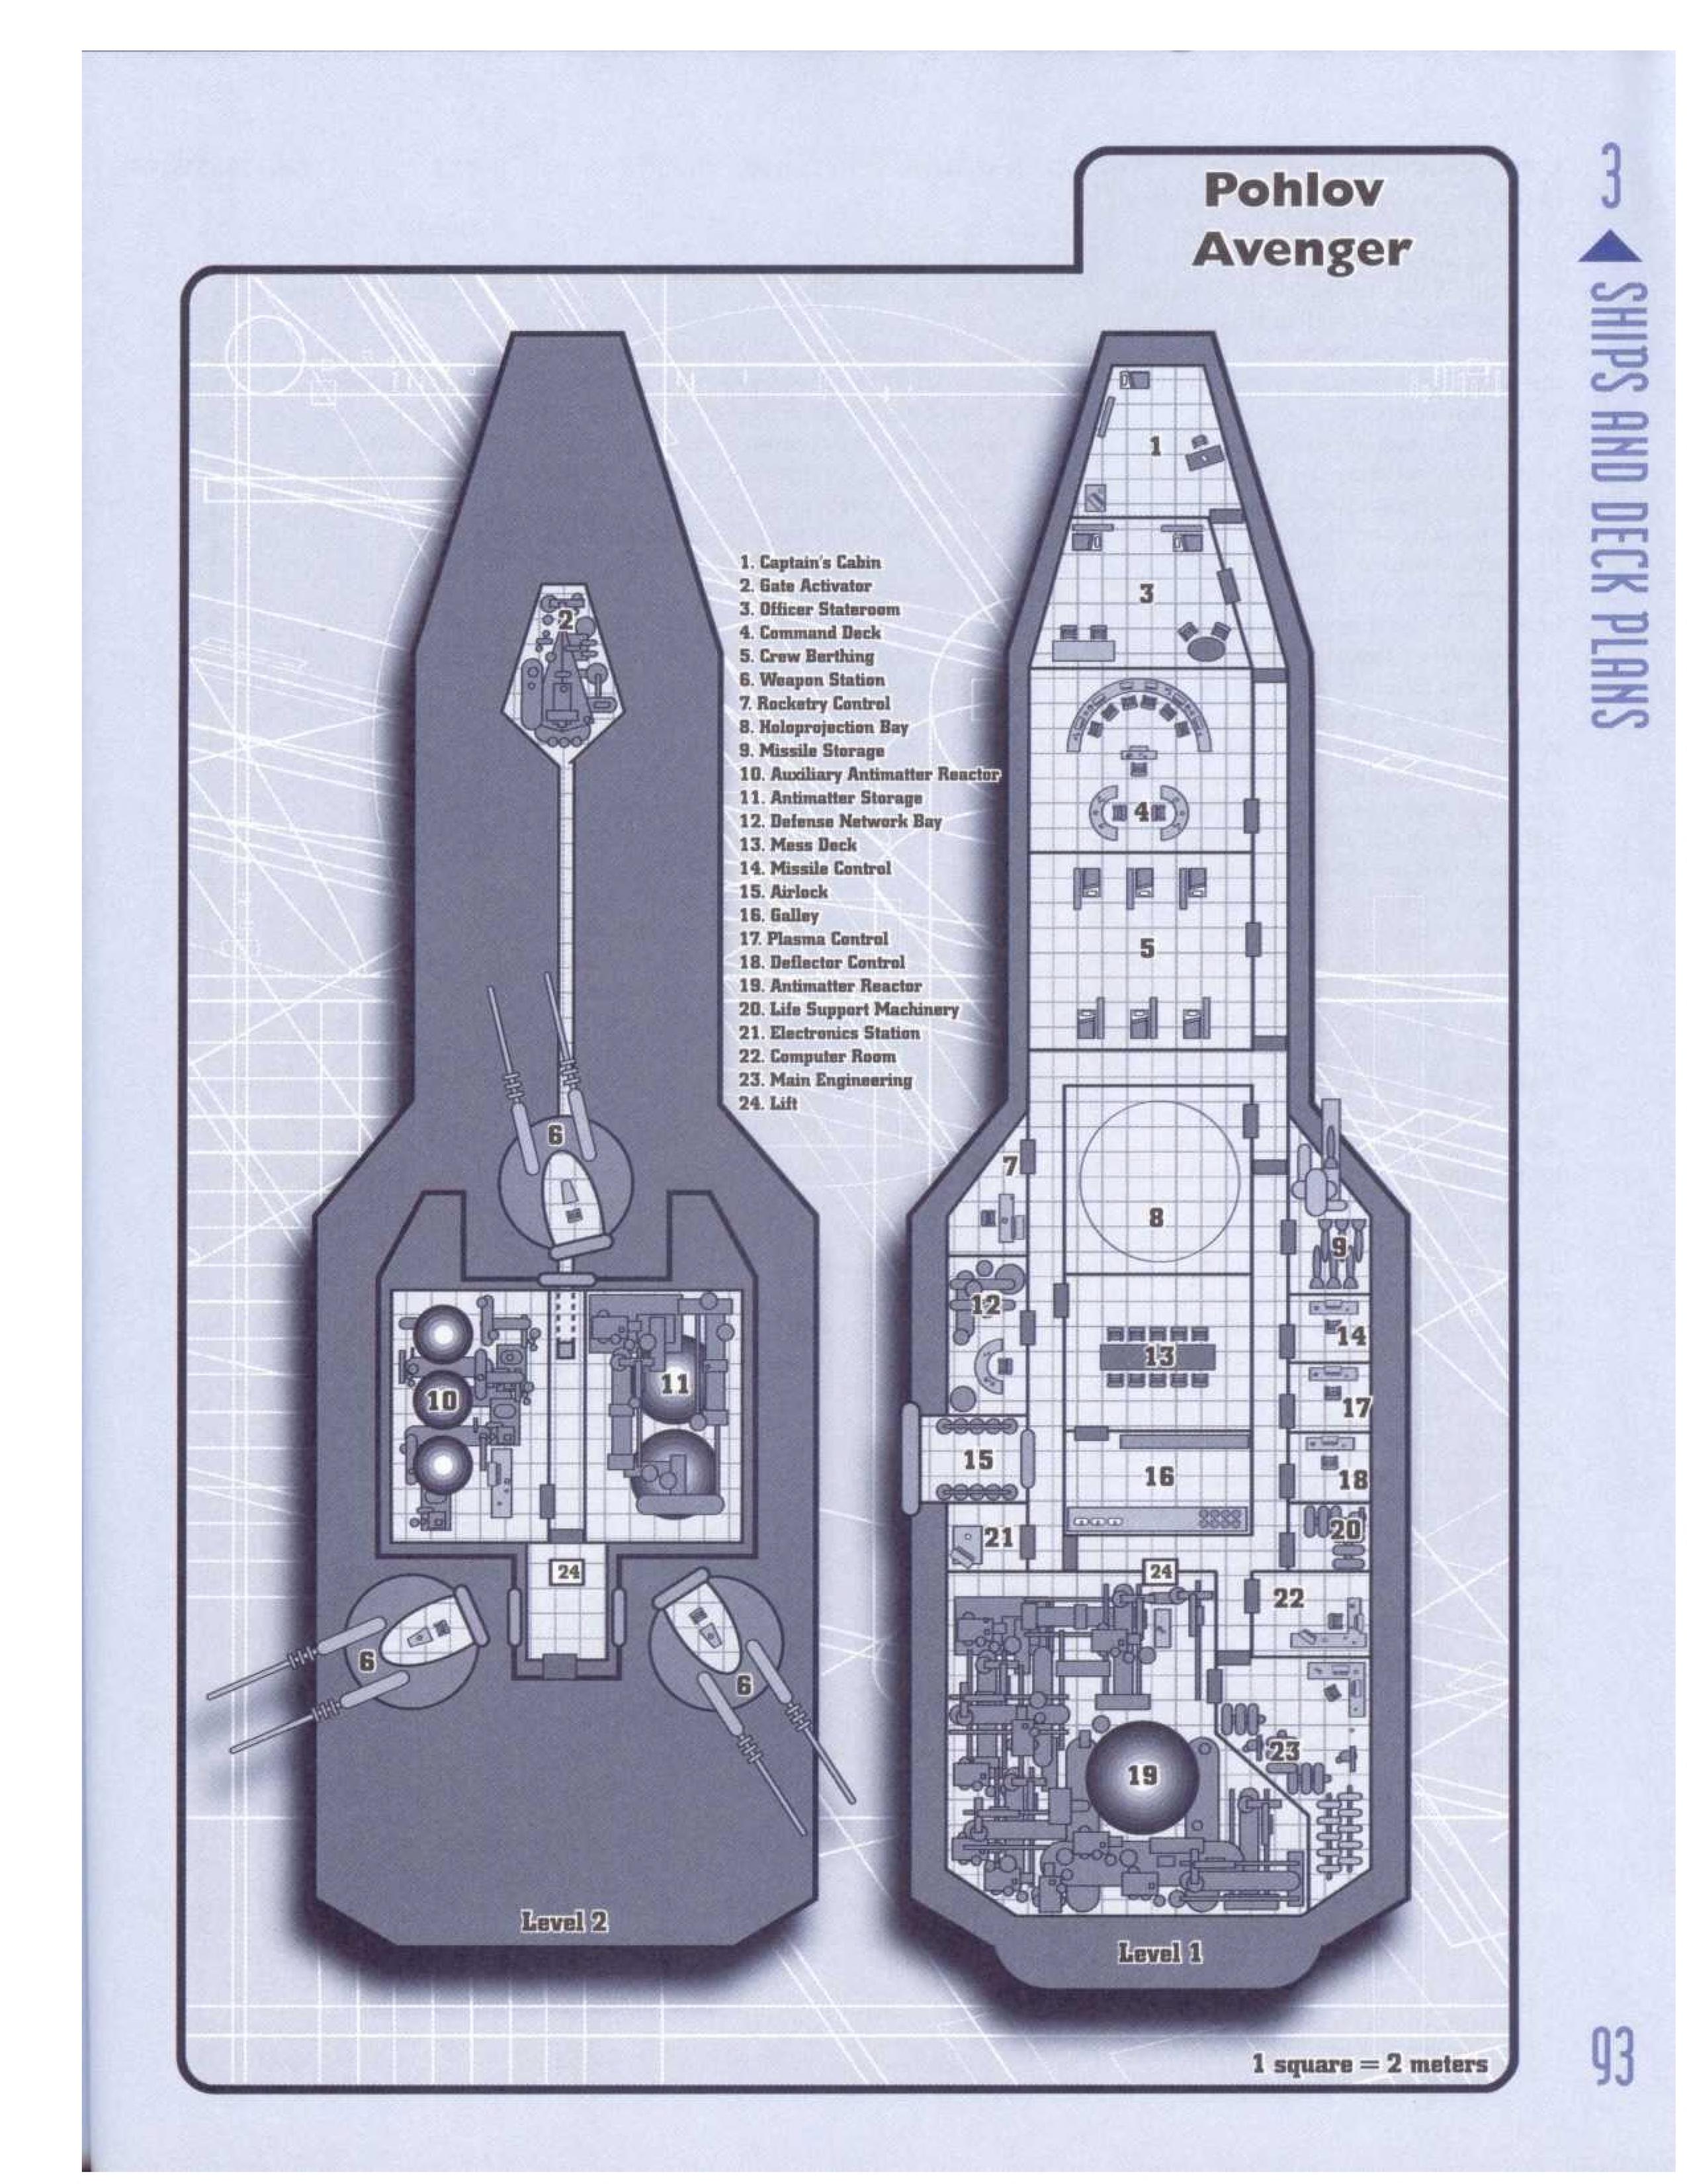 Pohlov
Avenger
3 ◀ SHIPS AND DECK PLANS
1. Captain's Cabin
2. Gate Activator
3. Officer Stateroom
4. Command Deck
5. Crew Berthing
6. Weapon Station
7. Rocketry Control
8. Holoprojection Bay
9. Missile Storage
10. Auxiliary Antimatter Reactor
11. Antimatter Storage
12. Defense Network Bay
13. Mess Deck
14. Missile Control
15. Airlock
16. Galley
17. Plasma Control
18. Deflector Control
19. Antimatter Reactor
20. Life Support Machinery
21. Electronics Station
22. Computer Room
23. Main Engineering
24. Lift
2
6
10
11
24
6
6
Level 2
1
3
4
5
7
8
9
12
14
13
17
15
16
18
21
20
24
22
23
19
Level 1
1 square = 2 meters
93